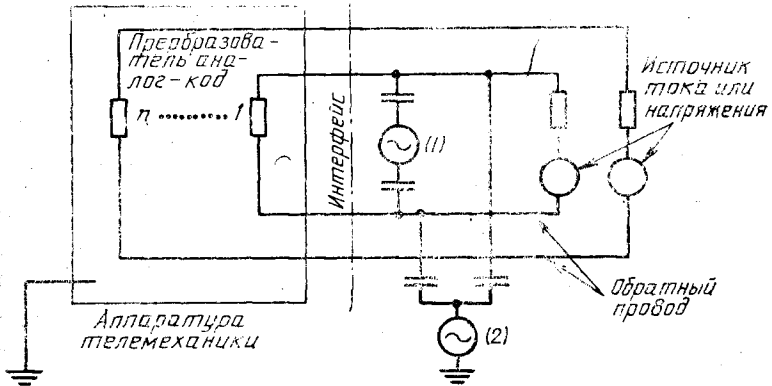 Преобразова-
тель ана-
лог-код
n
1
Интерфейс
(1)
Источник
тока или
напряжения
Обратный
провод
Аппаратура
телемеханики
(2)